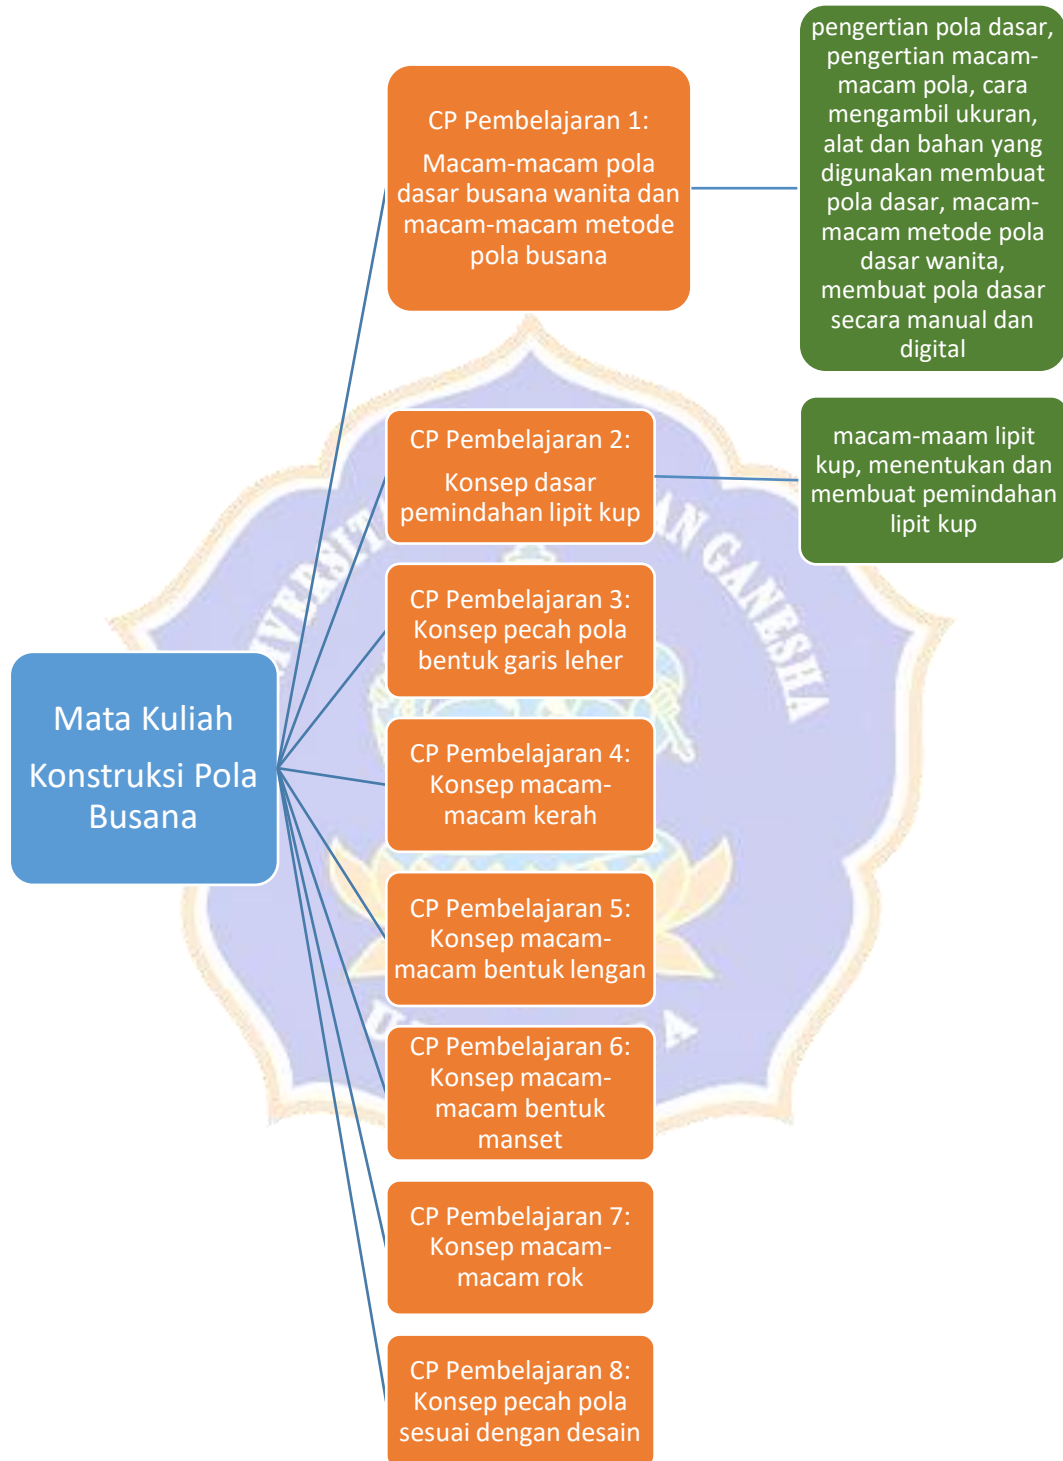 Mata Kuliah
Konstruksi Pola
Busana
CP Pembelajaran 1:
Macam-macam pola
dasar busana wanita dan
macam-macam metode
pola busana
pengertian pola dasar,
pengertian macam-
macam pola, cara
mengambil ukuran,
alat dan bahan yang
digunakan membuat
pola dasar, macam-
macam metode pola
dasar wanita,
membuat pola dasar
secara manual dan
digital
CP Pembelajaran 2:
Konsep dasar
pemindahan lipit kup
macam-maam lipit
kup, menentukan dan
membuat pemindahan
lipit kup
CP Pembelajaran 3:
Konsep pecah pola
bentuk garis leher
CP Pembelajaran 4:
Konsep macam-
macam kerah
CP Pembelajaran 5:
Konsep macam-
macam bentuk lengan
CP Pembelajaran 6:
Konsep macam-
macam bentuk
manset
CP Pembelajaran 7:
Konsep macam-
macam rok
CP Pembelajaran 8:
Konsep pecah pola
sesuai dengan desain
GANESHA